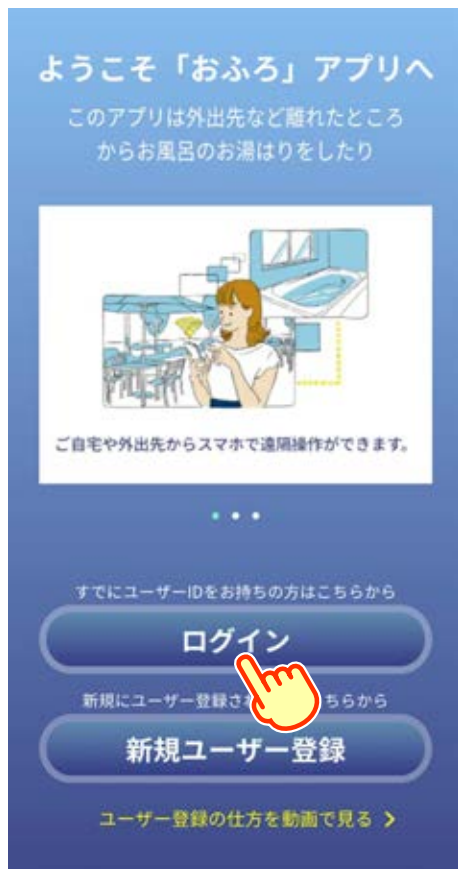 ようこそ「おふろ」アプリへ
このアプリは外出先など離れたところ
からお風呂のお湯はりをしたり
ご自宅や外出先からスマホで遠隔操作ができます。
すでにユーザーIDをお持ちの方はこちらから
ログイン
新規にユーザー登録さ ちらから
新規ユーザー登録
ユーザー登録の仕方を動画で見る >